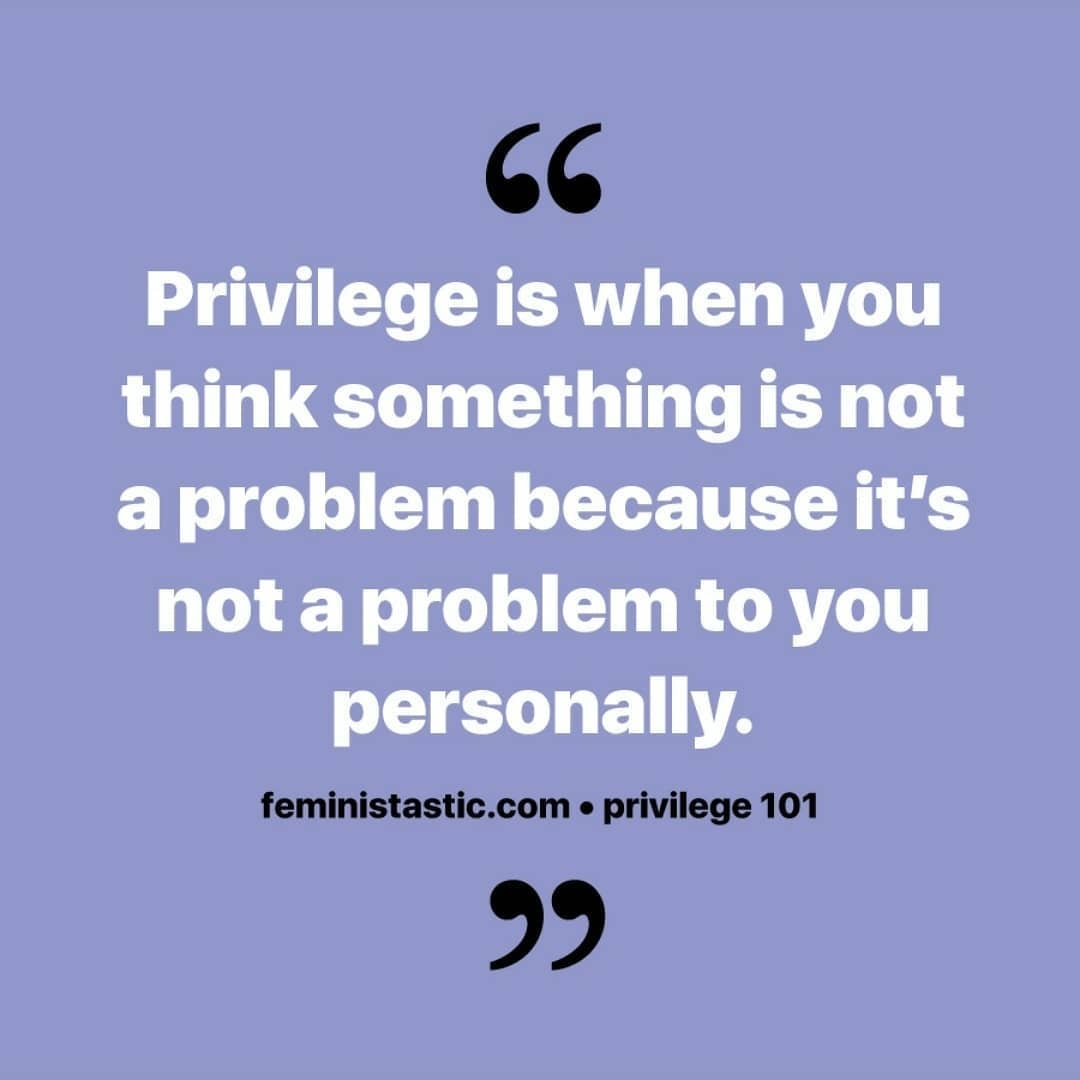 “
Privilege is when you
think something is not
a problem because it’s
not a problem to you
personally.
feministastic.com • privilege 101
”